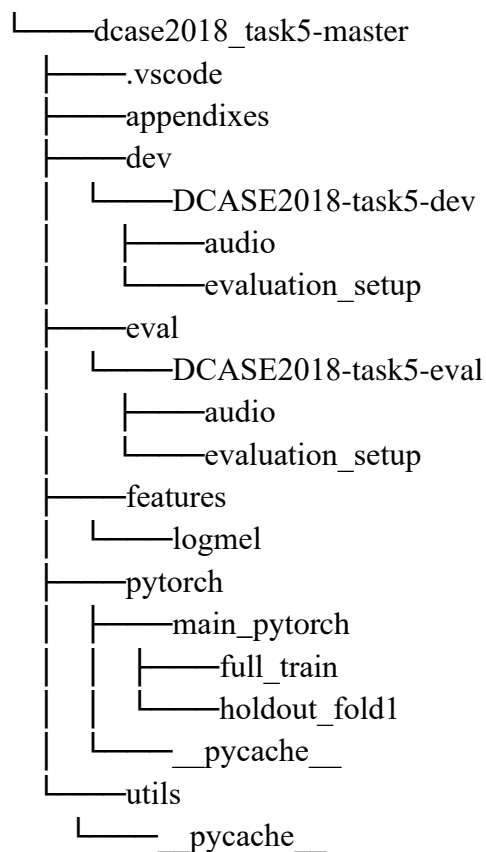 └───dcase2018_task5-master
├───.vscode
├───appendixes
├───dev
│ └───DCASE2018-task5-dev
│ ├───audio
│ └───evaluation_setup
├───eval
│ └───DCASE2018-task5-eval
│ ├───audio
│ └───evaluation_setup
├───features
│ └───logmel
├───pytorch
│ ├───main_pytorch
│ │ ├───full_train
│ │ └───holdout_fold1
│ └───__pycache__
└───utils
└───__pycache__